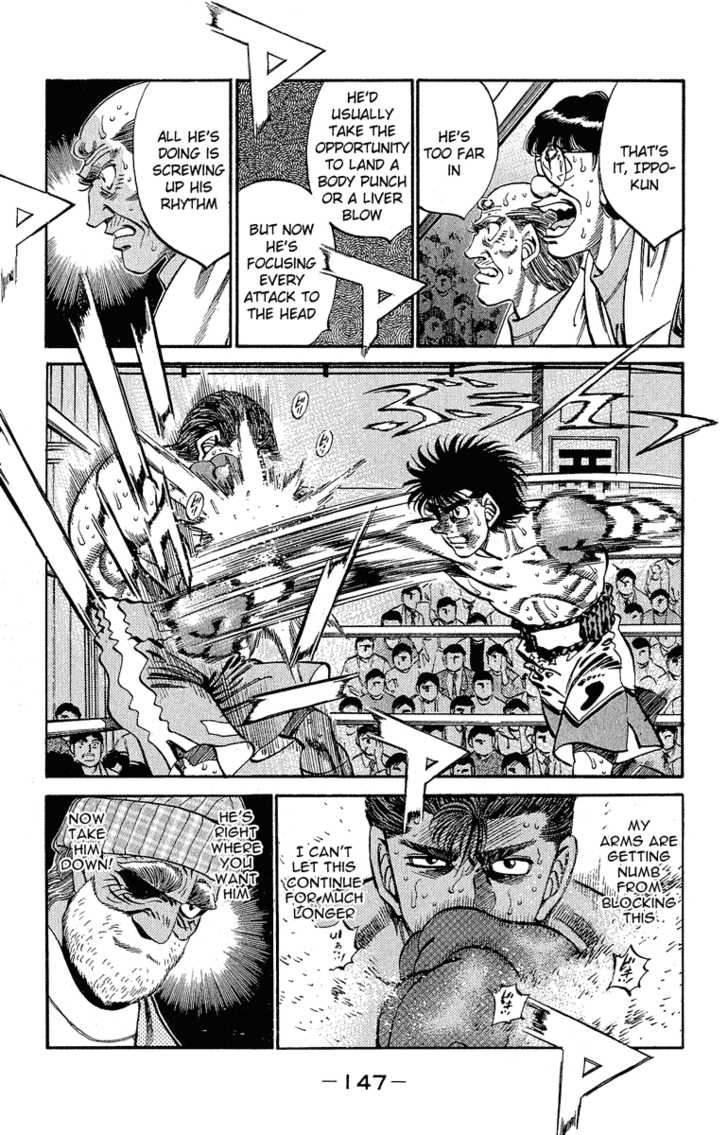 THAT'S
IT, IPPO-
KUN
HE'S
TOO FAR
IN
HE'D
USUALLY
TAKE THE
OPPORTUNITY
TO LAND A
BODY PUNCH
OR A LIVER
BLOW
BUT NOW
HE'S
FOCUSING
EVERY
ATTACK TO
THE HEAD
ALL HE'S
DOING IS
SCREWING
UP HIS
RHYTHM
MY
ARMS ARE
GETTING
NUMB
FROM
BLOCKING
THIS
I CAN'T
LET THIS
CONTINUE
FOR MUCH
LONGER
HE'S
RIGHT
WHERE
YOU
WANT
HIM
NOW
TAKE
HIM
DOWN!
-147-